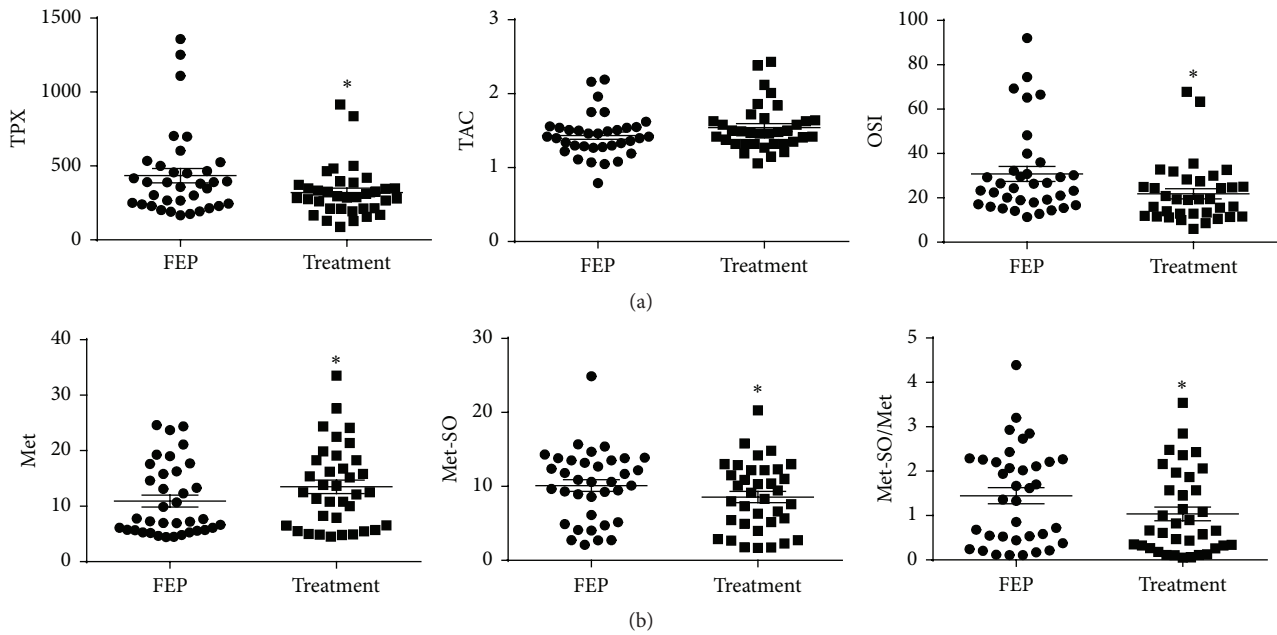 1500
1000
500
0
TPX
*
FEP
Treatment
3
2
1
0
TAC
FEP
Treatment
100
80
60
40
20
0
OSI
*
FEP
Treatment
(a)
40
30
20
10
0
Met
*
FEP
Treatment
30
20
10
0
Met-SO
*
FEP
Treatment
5
4
3
2
1
0
Met-SO/Met
*
FEP
Treatment
(b)